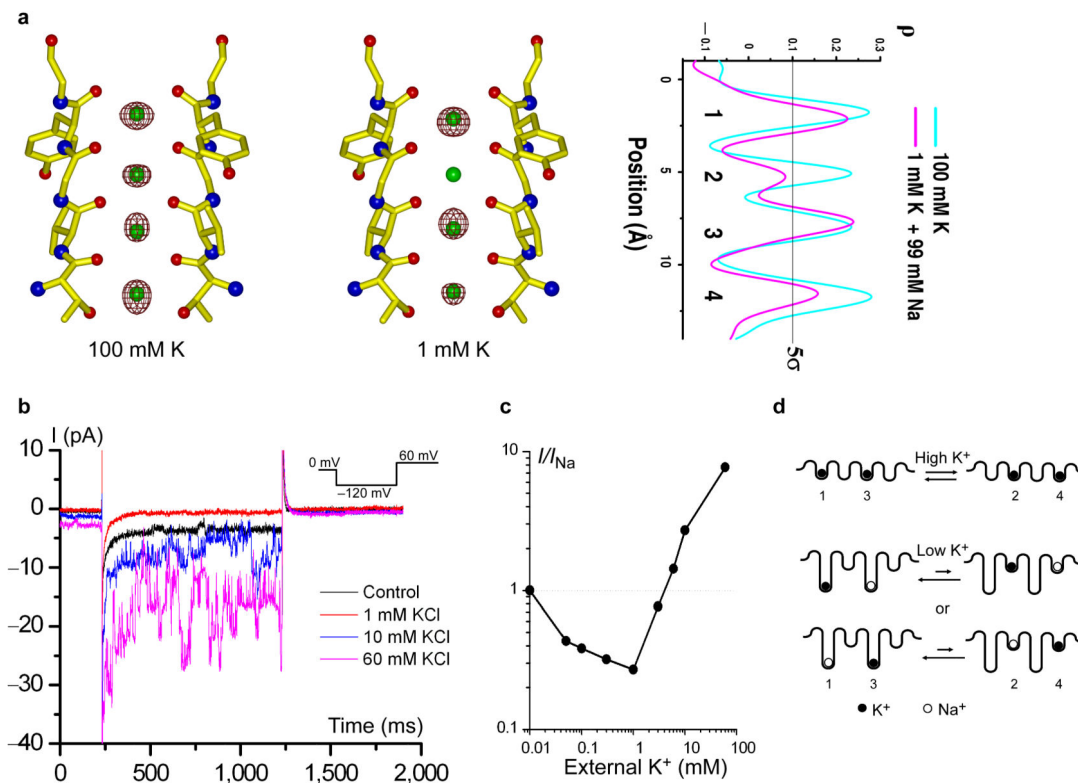 a
100 mM K
1 mM K
ρ
–0.1
0
0.1
0.2
0.3
0
5
10
Position (Å)
1
2
3
4
5σ
100 mM K
1 mM K + 99 mM Na
b
I (pA)
10
0
–10
–20
–30
–40
0 mV
–120 mV
60 mV
Control
1 mM KCl
10 mM KCl
60 mM KCl
Time (ms)
0
500
1,000
1,500
2,000
c
I/INa
10
1
0.1
0.01
0.1
1
10
100
External K⁺ (mM)
d
High K⁺
1 3 2 4
Low K⁺
or
1 3 2 4
K⁺ Na⁺